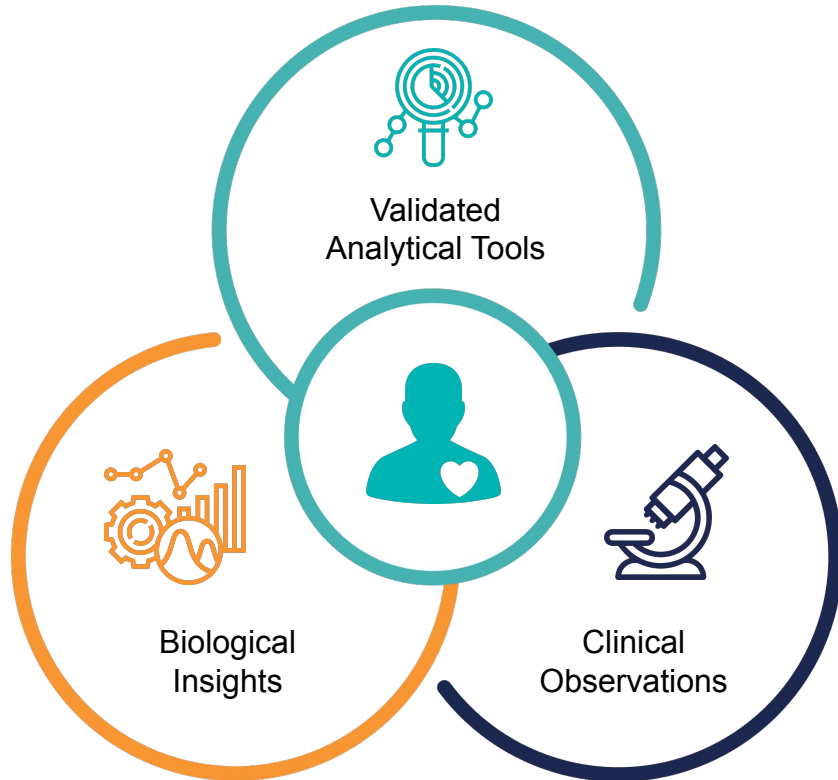 Validated
Analytical Tools
Biological
Insights
Clinical
Observations